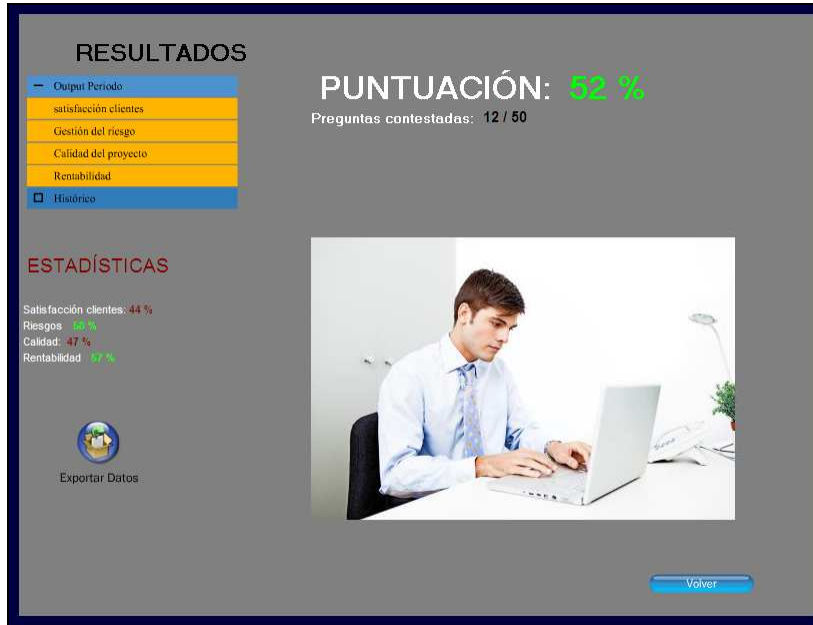 RESULTADOS
Output Periodo
satisfacción clientes
Gestión del riesgo
Calidad del proyecto
Rentabilidad
Histórico
PUNTUACIÓN: 52 %
Preguntas contestadas: 12 / 50
ESTADÍSTICAS
Satisfacción clientes: 44 %
Riesgos
Calidad: 47 %
Rentabilidad 57 %
Exportar Datos
Volver